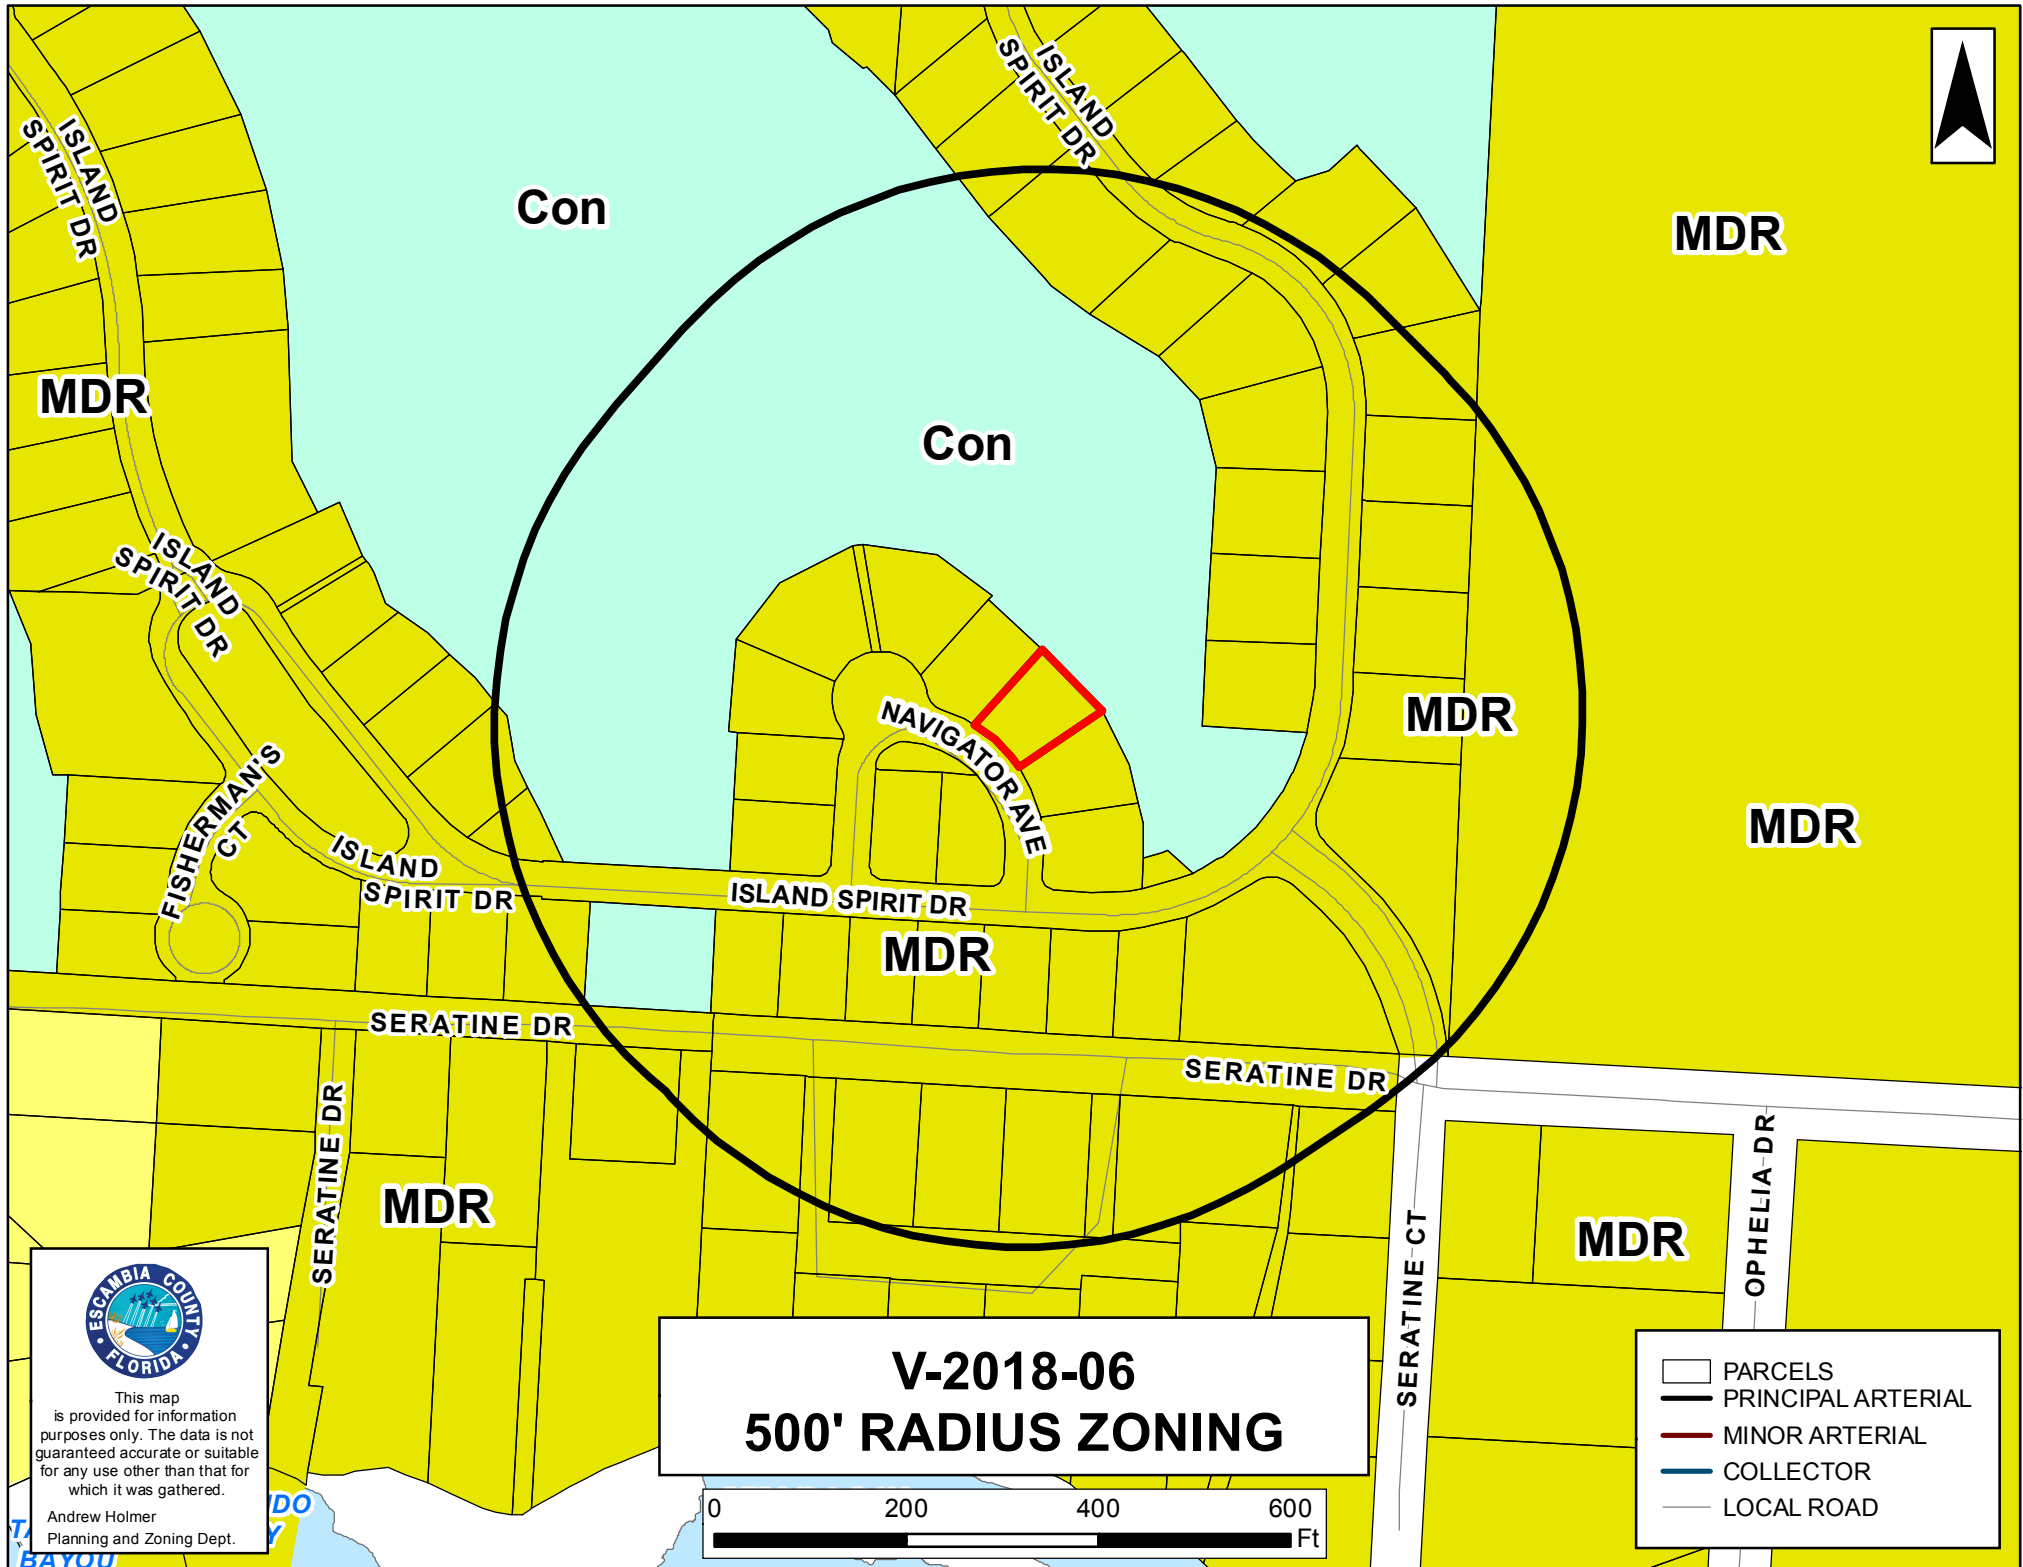 ISLAND
SPIRIT DR
ISLAND
SPIRIT DR
Con
MDR
MDR
Con
ISLAND
SPIRIT DR
NAVIGATOR AVE
MDR
FISHERMAN'S
CT
MDR
ISLAND
SPIRIT DR
ISLAND SPIRIT DR
MDR
SERATINE DR
SERATINE DR
SERATINE DR
MDR
SERATINE CT
MDR
OPHELIA DR
ESCAMBIA COUNTY
FLORIDA
This map
is provided for information
purposes only. The data is not
guaranteed accurate or suitable
for any use other than that for
which it was gathered.
Andrew Holmer
Planning and Zoning Dept.
BAYOU
V-2018-06
500' RADIUS ZONING
0 200 400 600
Ft
PARCELS
PRINCIPAL ARTERIAL
MINOR ARTERIAL
COLLECTOR
LOCAL ROAD